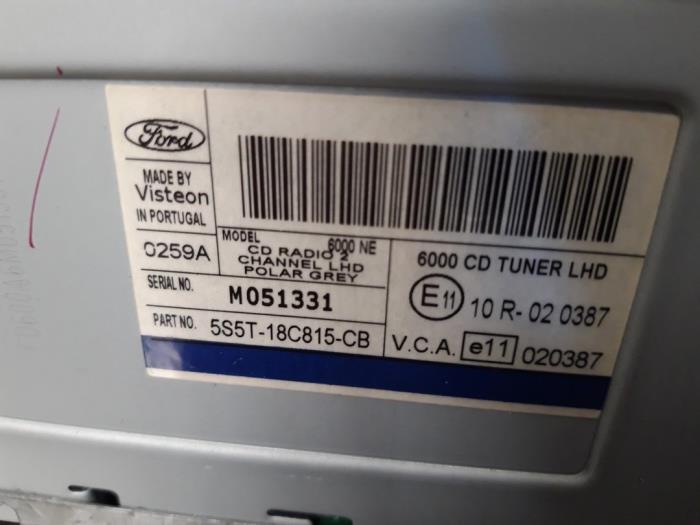 Ford
MADE BY
Visteon
IN PORTUGAL
0259A
MODEL 6000 NE
CD RADIO 2
CHANNEL LHD
POLAR GREY
SERIAL NO. M051331
PART NO. 5S5T-18C815-CB
6000 CD TUNER LHD
E11 10 R-02 0387
V.C.A. e11 020387